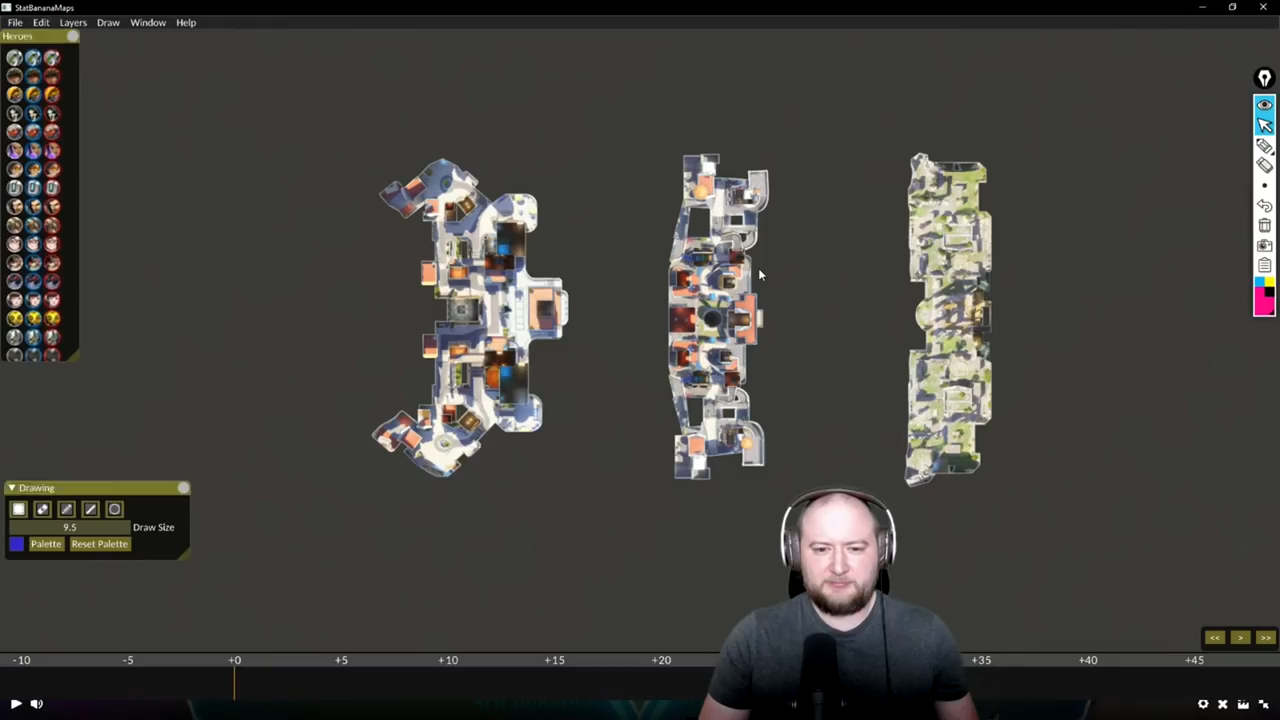 StatBananaMaps
File Edit Layers Draw Window Help
Heroes
Drawing
9.5 Draw Size
Palette Reset Palette
<< > >>
-10 -5 +0 +5 +10 +15 +20 +35 +40 +45